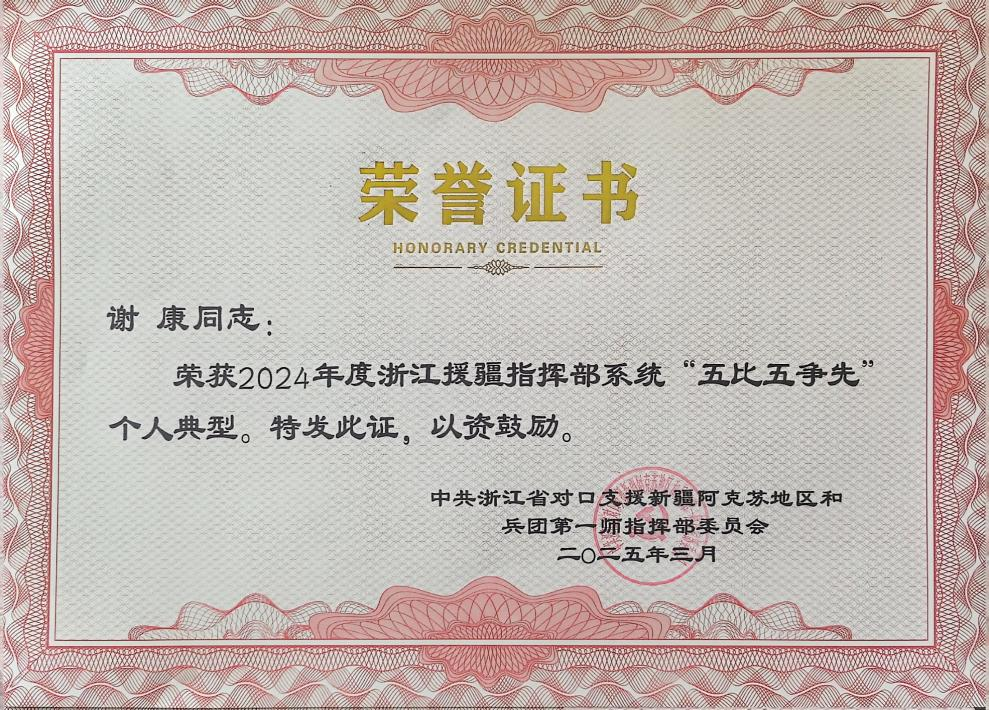 荣誉证书
HONORARY CREDENTIAL
谢 康同志：
荣获2024年度浙江援疆指挥部系统“五比五争先”
个人典型。特发此证，以资鼓励。
中共浙江省对口支援新疆阿克苏地区和
兵团第一师指挥部委员会
二〇二五年三月